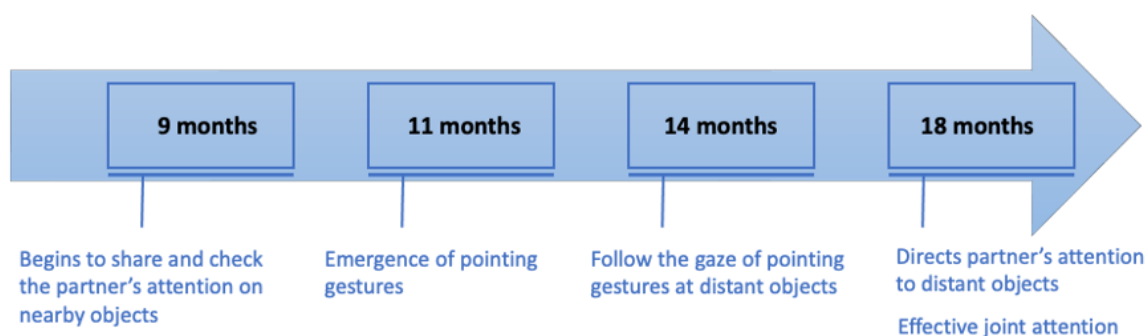 9 months
Begins to share and check
the partner's attention on
nearby objects
11 months
Emergence of pointing
gestures
14 months
Follow the gaze of pointing
gestures at distant objects
18 months
Directs partner's attention
to distant objects
Effective joint attention